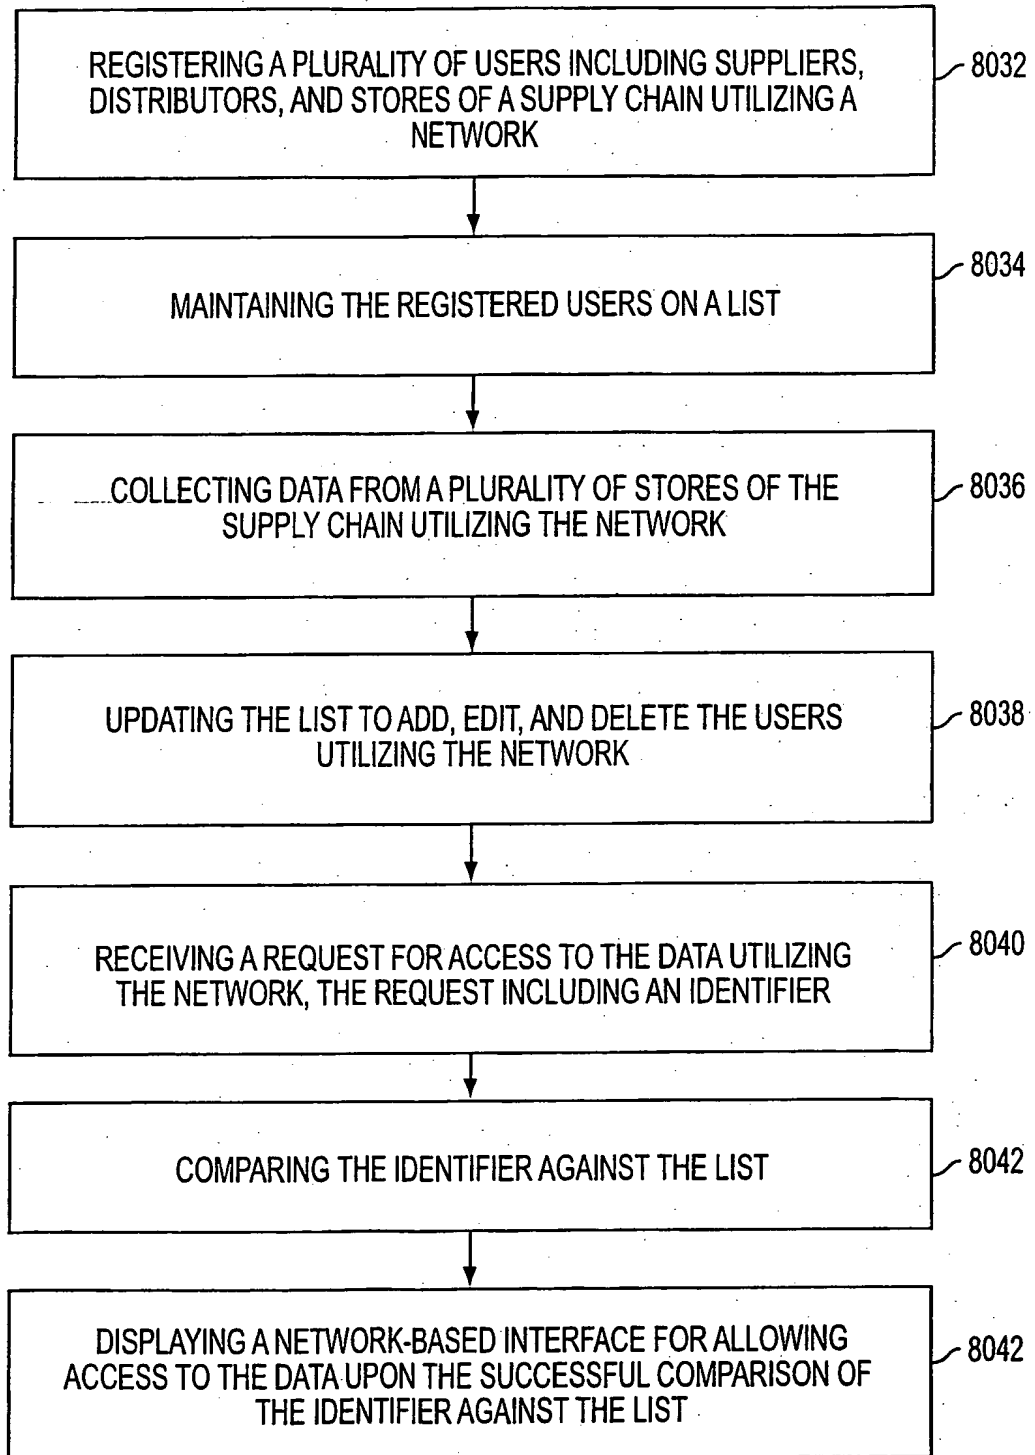 REGISTERING A PLURALITY OF USERS INCLUDING SUPPLIERS,
DISTRIBUTORS, AND STORES OF A SUPPLY CHAIN UTILIZING A
NETWORK
8032
MAINTAINING THE REGISTERED USERS ON A LIST
8034
COLLECTING DATA FROM A PLURALITY OF STORES OF THE
SUPPLY CHAIN UTILIZING THE NETWORK
8036
UPDATING THE LIST TO ADD, EDIT, AND DELETE THE USERS
UTILIZING THE NETWORK
8038
RECEIVING A REQUEST FOR ACCESS TO THE DATA UTILIZING
THE NETWORK, THE REQUEST INCLUDING AN IDENTIFIER
8040
COMPARING THE IDENTIFIER AGAINST THE LIST
8042
DISPLAYING A NETWORK-BASED INTERFACE FOR ALLOWING
ACCESS TO THE DATA UPON THE SUCCESSFUL COMPARISON OF
THE IDENTIFIER AGAINST THE LIST
8042